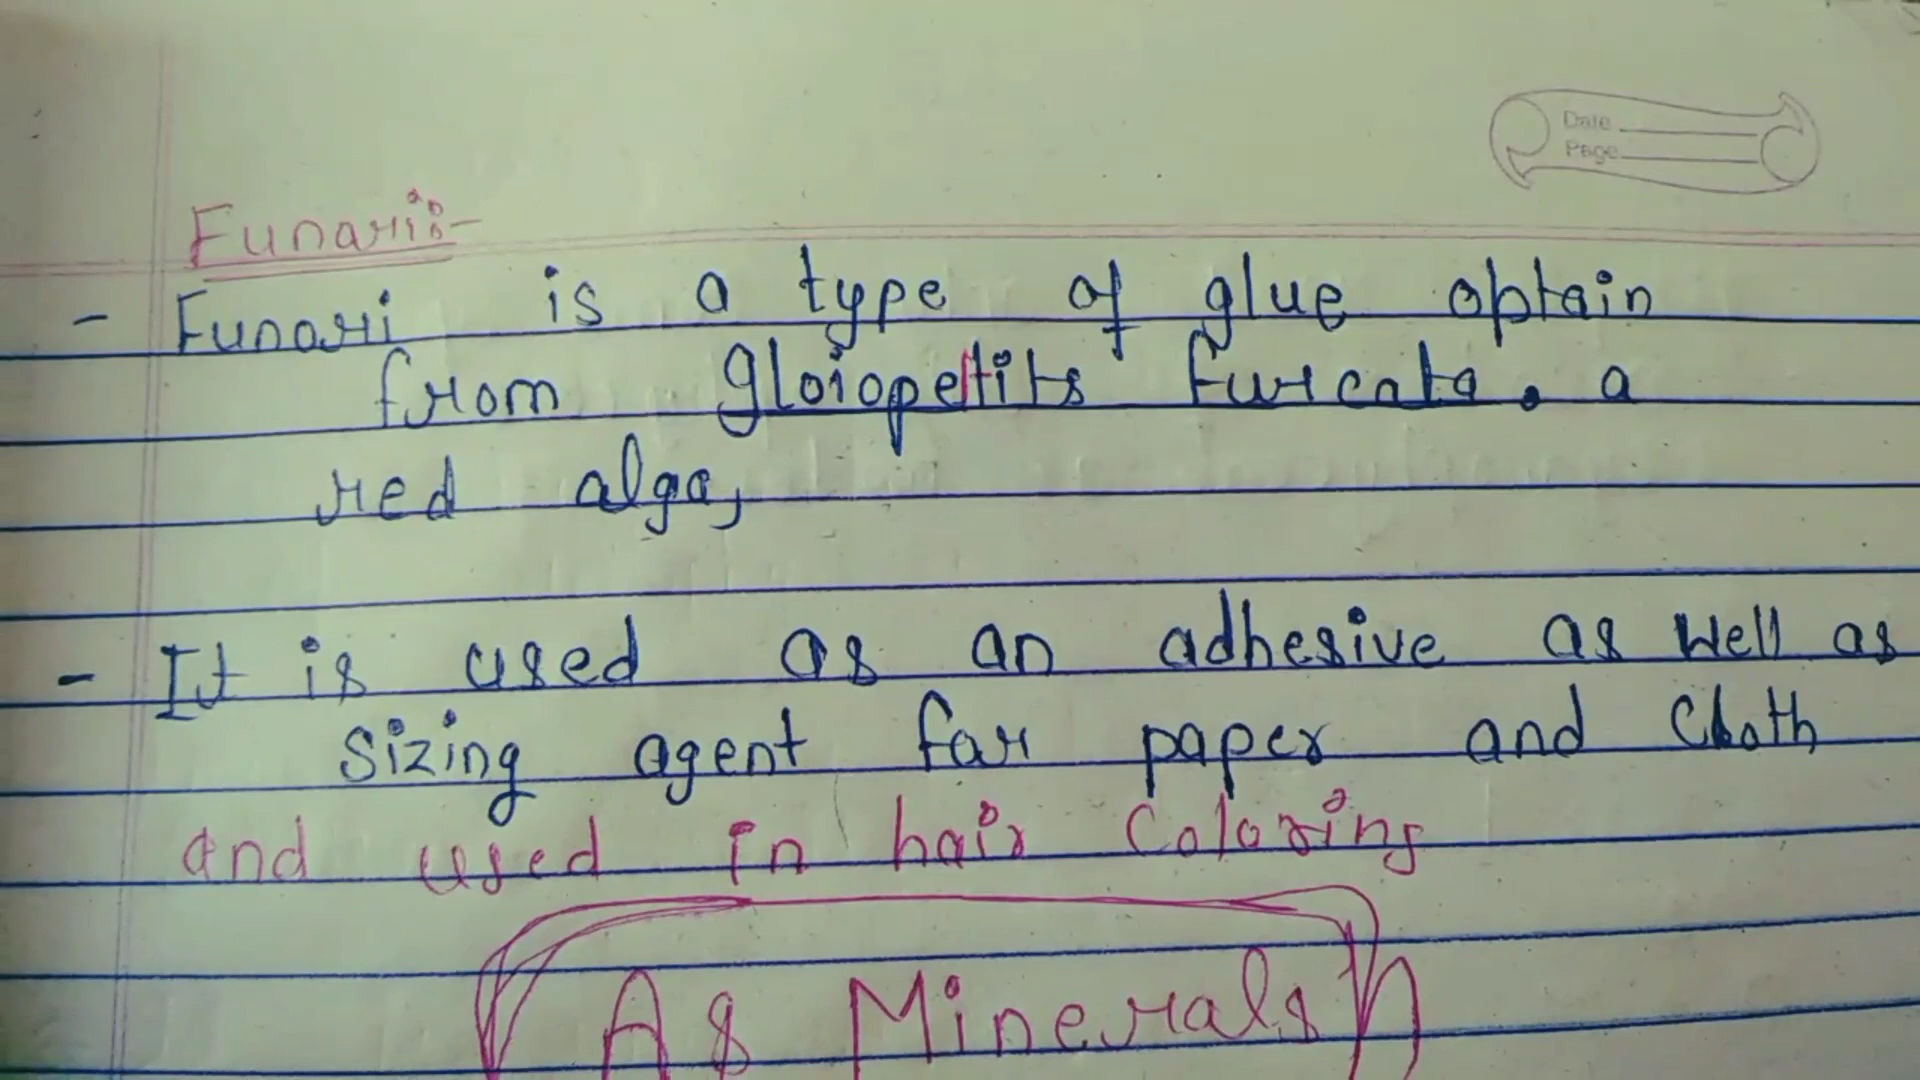 Date
Page
Funari:-
- Funari is a type of glue optain
from gloiopeltits furcata. a
red alga,
- It is used as an adhesive as well as
sizing agent far paper and Cloth
and used in hair Coloring
As Minerals